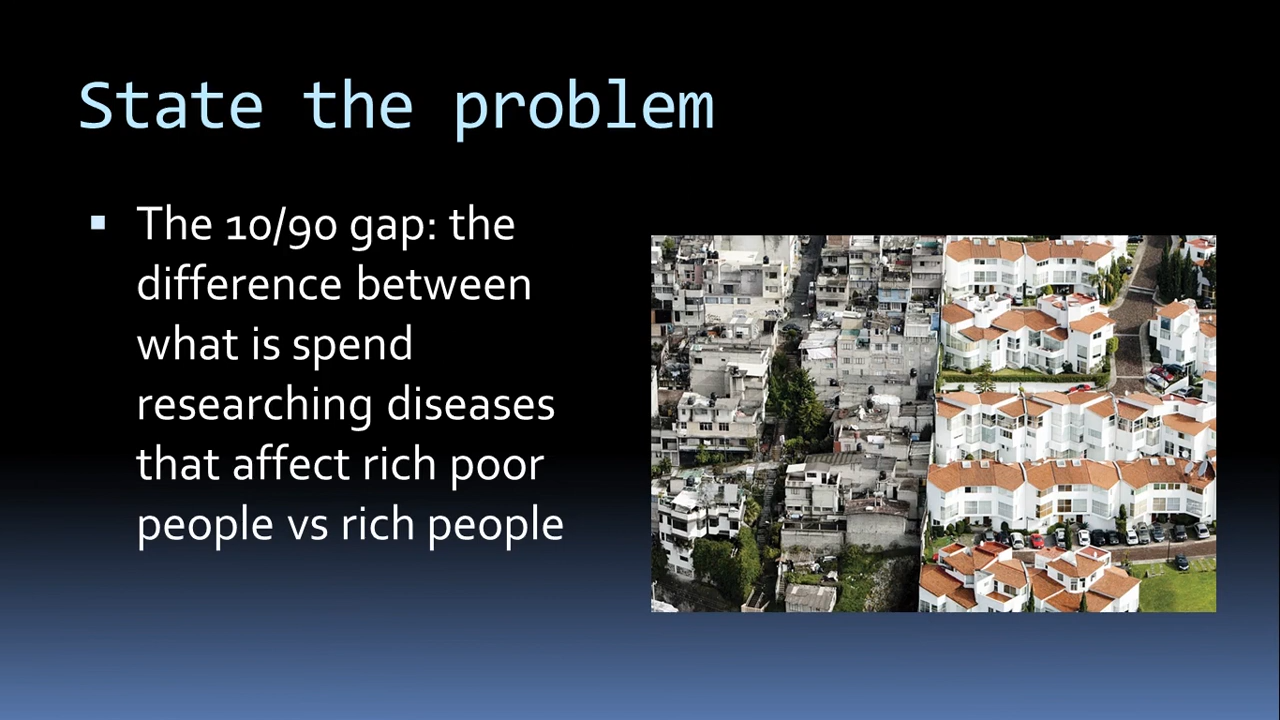 State the problem
The 10/90 gap: the
difference between
what is spend
researching diseases
that affect rich poor
people vs rich people